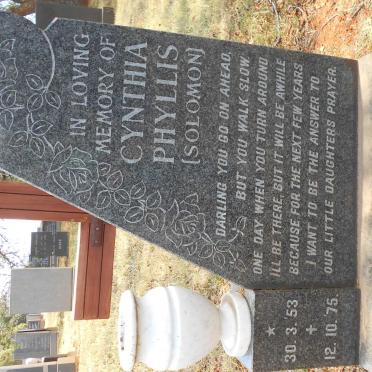 IN LOVING
MEMORY OF
CYNTHIA
PHYLLIS
(SOLOMON)
DARLING YOU GO ON AHEAD,
BUT YOU WALK SLOW
ONE DAY WHEN YOU TURN AROUND
I'LL BE THERE, BUT IT WILL BE AWHILE
BECAUSE FOR THE NEXT FEW YEARS
I WANT TO BE THE ANSWER TO
OUR LITTLE DAUGHTERS PRAYER.
30. 3. 53
12. 10. 75.